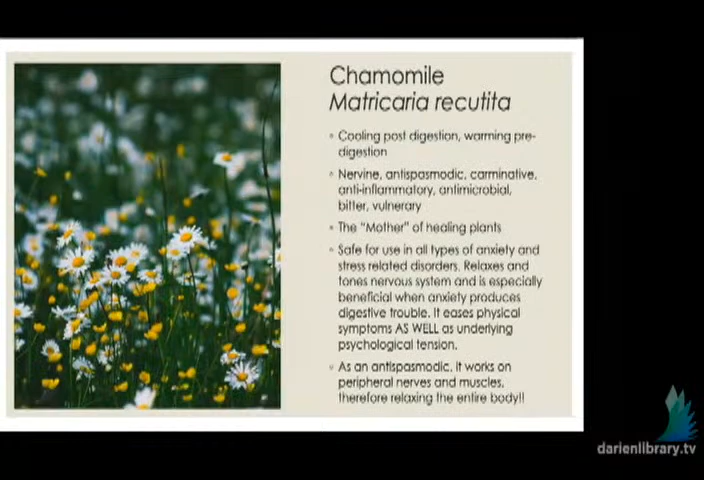 Chamomile
Matricaria recutita
Cooling post digestion, warming pre-
digestion
Nervine, antispasmodic, carminative,
anti-inflammatory, antimicrobial,
bitter, vulnerary
The "Mother" of healing plants
Safe for use in all types of anxiety and
stress related disorders. Relaxes and
tones nervous system and is especially
beneficial when anxiety produces
digestive trouble. It eases physical
symptoms AS WELL as underlying
psychological tension.
As an antispasmodic, it works on
peripheral nerves and muscles,
therefore relaxing the entire body!!
darienlibrary.tv